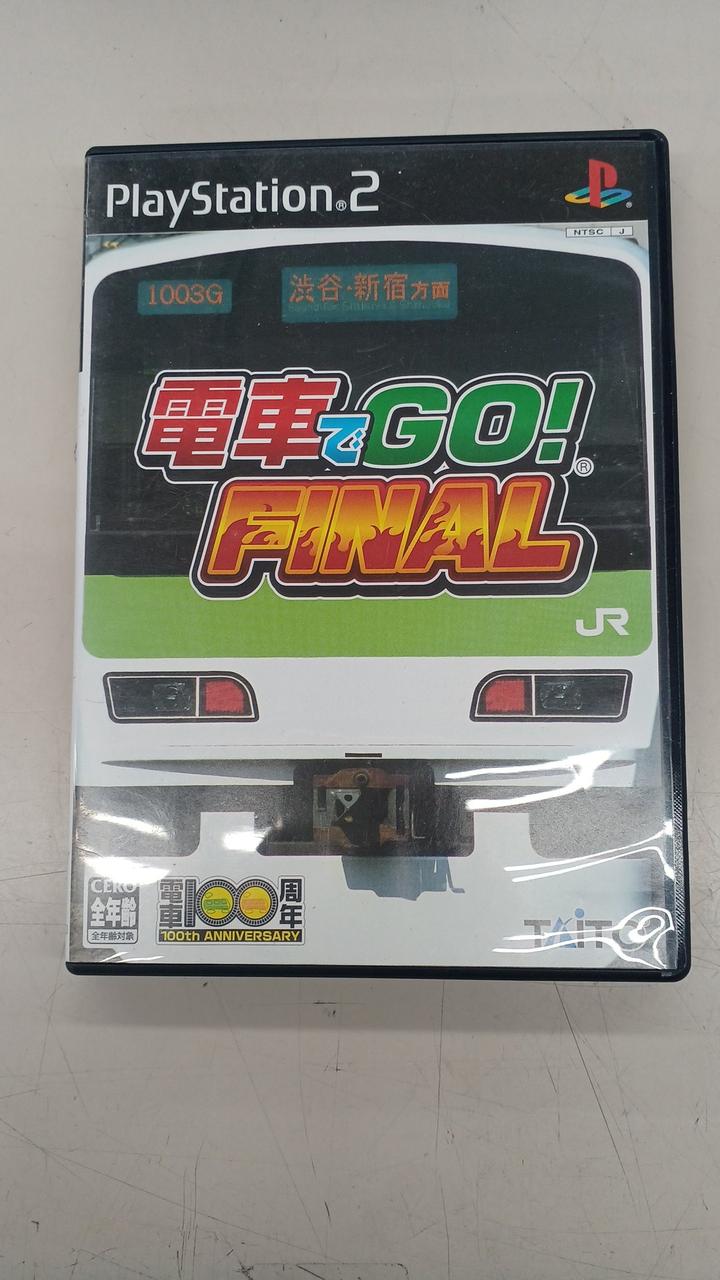 PlayStation®2
NTSC J
1003G
渋谷・新宿方面
電車でGO!®
FINAL
JR
CERO
全年齢
全年齢対象
電車100周年
100th ANNIVERSARY
TAITO